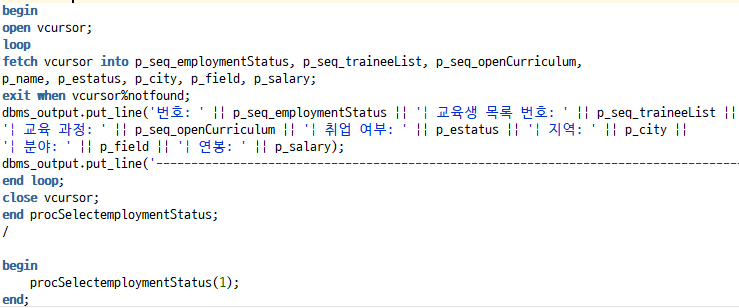 begin
open vcursor;
loop
fetch vcursor into p_seq_employmentStatus, p_seq_traineeList, p_seq_openCurriculum,
p_name, p_estatus, p_city, p_field, p_salary;
exit when vcursor%notfound;
dbms_output.put_line('번호: ' || p_seq_employmentStatus || '¦ 교육생 목록 번호: ' || p_seq_traineeList ||
'¦ 교육 과정: ' || p_seq_openCurriculum || '¦ 취업 여부: ' || p_estatus || '¦ 지역: ' || p_city ||
'¦ 분야: ' || p_field || '¦ 연봉: ' || p_salary);
dbms_output.put_line('------------------------------------------------------------------------------------
end loop;
close vcursor;
end procSelectemploymentStatus;
/
begin
procSelectemploymentStatus(1);
end;